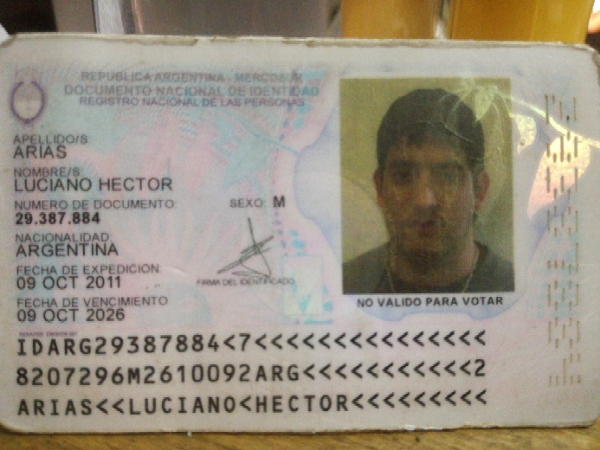 REPUBLICA ARGENTINA - MERCOSUR
DOCUMENTO NACIONAL DE IDENTIDAD
REGISTRO NACIONAL DE LAS PERSONAS
APELLIDO/S
ARIAS
NOMBRE/S
LUCIANO HECTOR
NUMERO DE DOCUMENTO: SEXO: M
29.387.884
NACIONALIDAD
ARGENTINA
FECHA DE EXPEDICION
09 OCT 2011
FIRMA DEL IDENTIFICADO
FECHA DE VENCIMIENTO
09 OCT 2026
NO VALIDO PARA VOTAR
IDARG29387884<7<<<<<<<<<<<<<<<
8207296M2610092ARG<<<<<<<<<<<2
ARIAS<<LUCIANO<HECTOR<<<<<<<<<